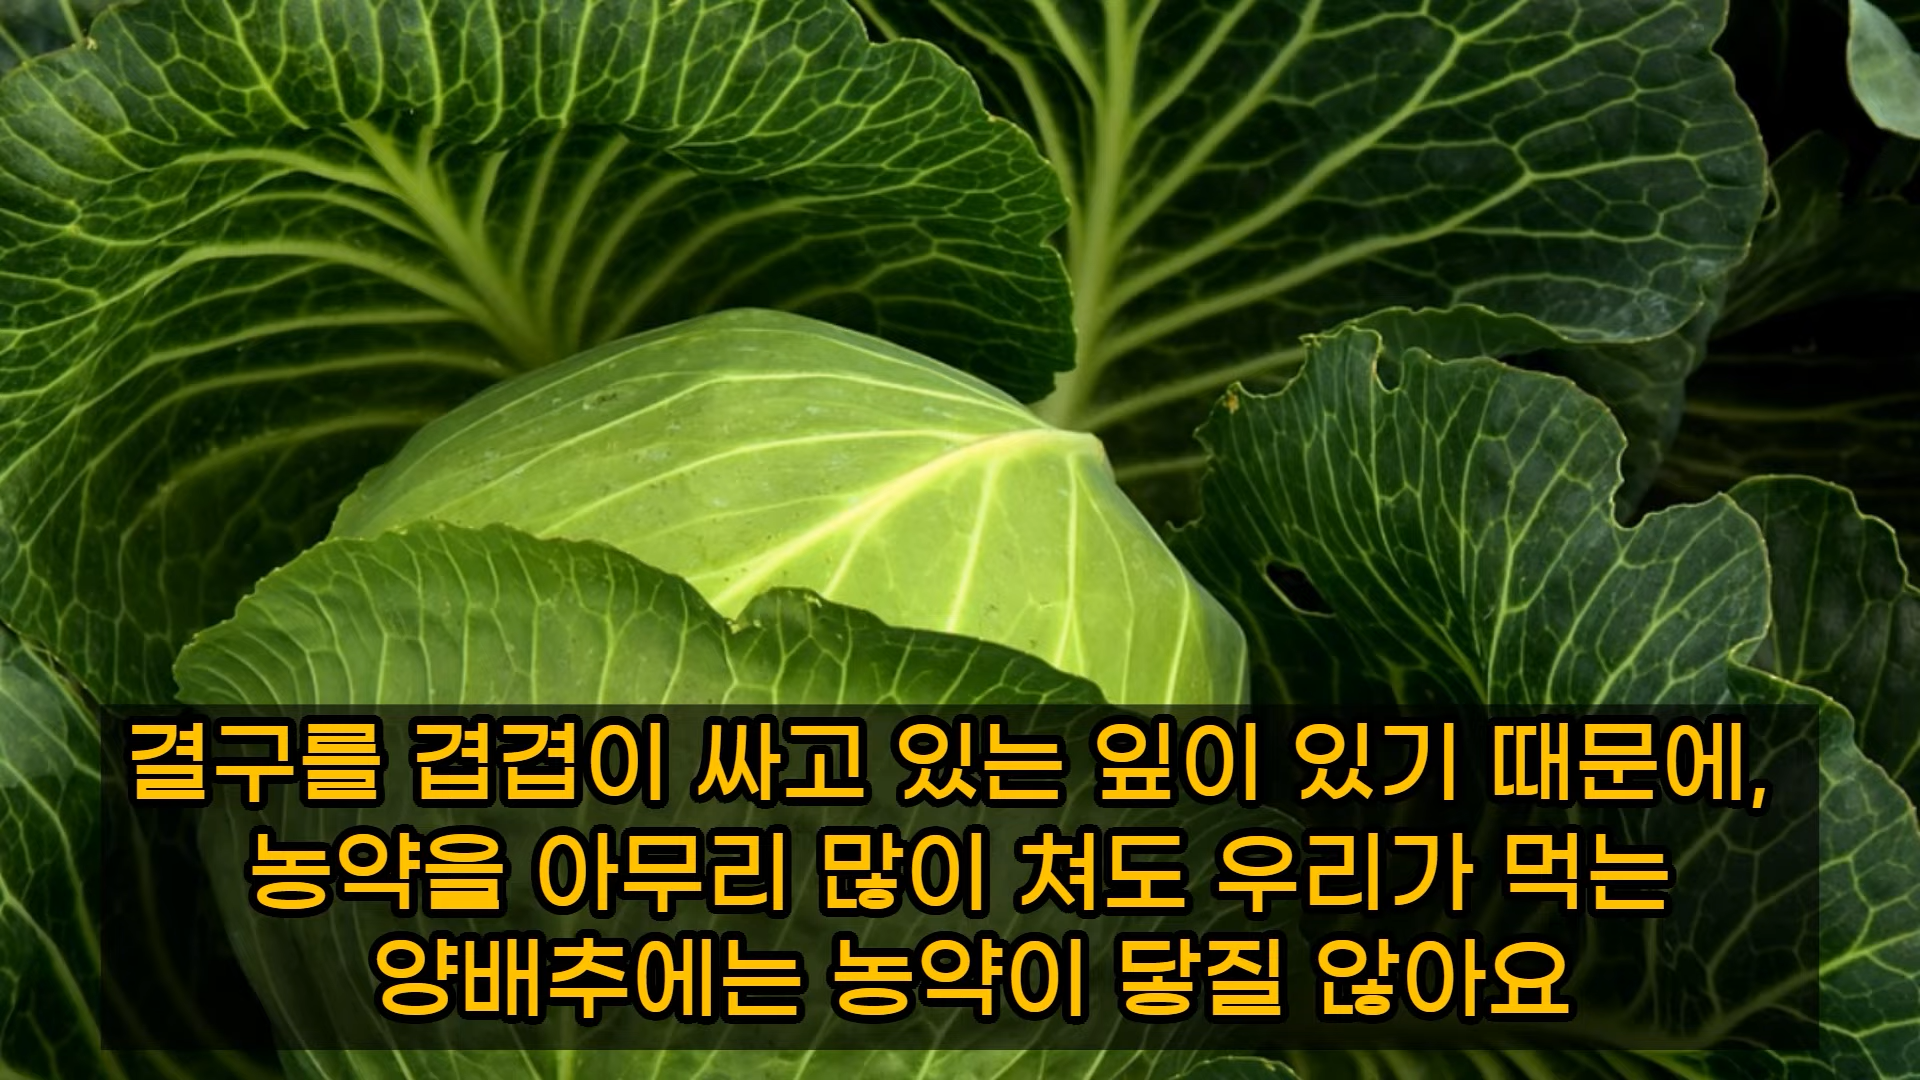 결구를 겹겹이 싸고 있는 잎이 있기 때문에,
농약을 아무리 많이 쳐도 우리가 먹는
양배추에는 농약이 닿질 않아요